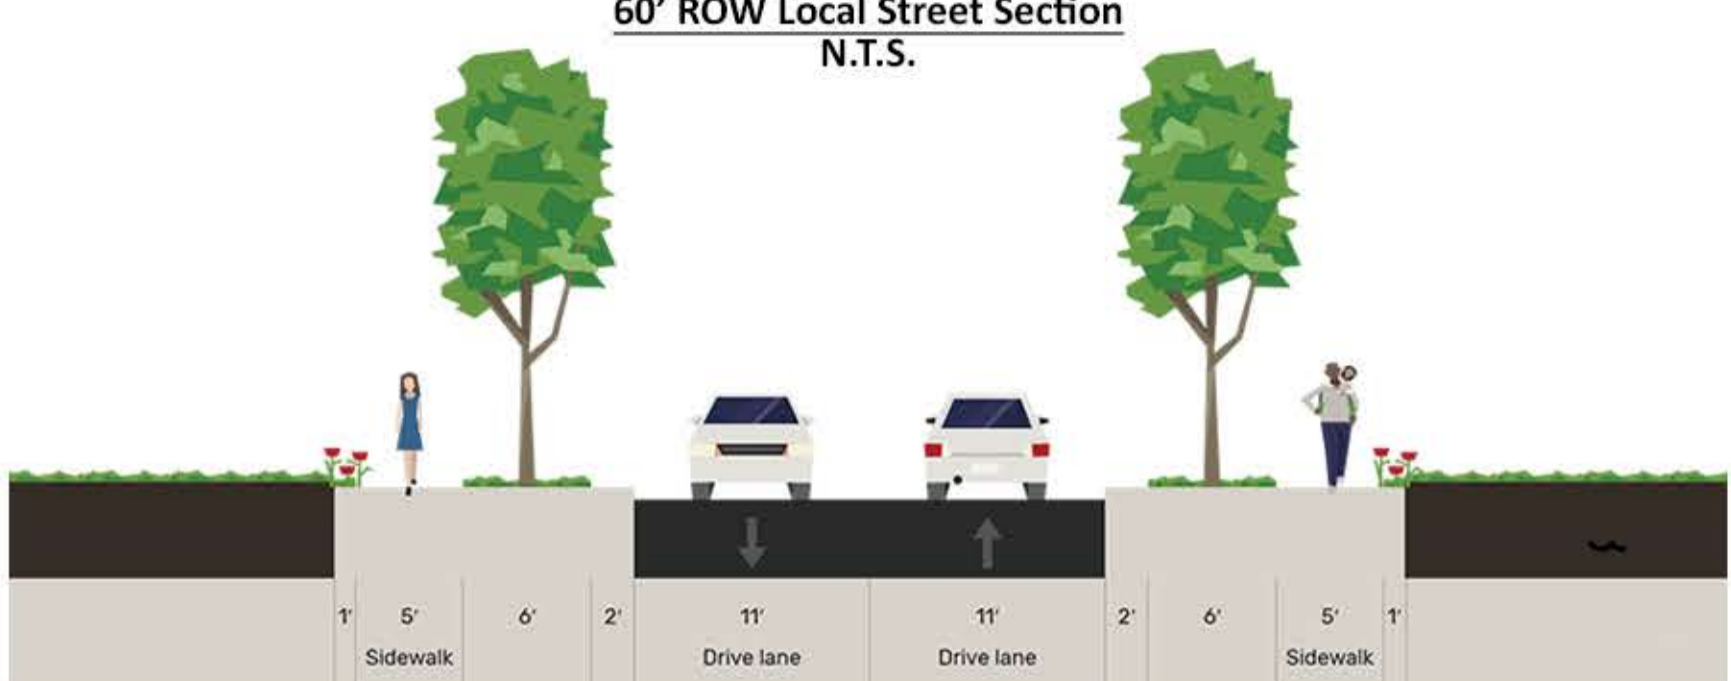 60' ROW Local Street Section
N.T.S.
1' 5' 6' 2' 11' 11' 2' 6' 5' 1'
Sidewalk Drive lane Drive lane Sidewalk